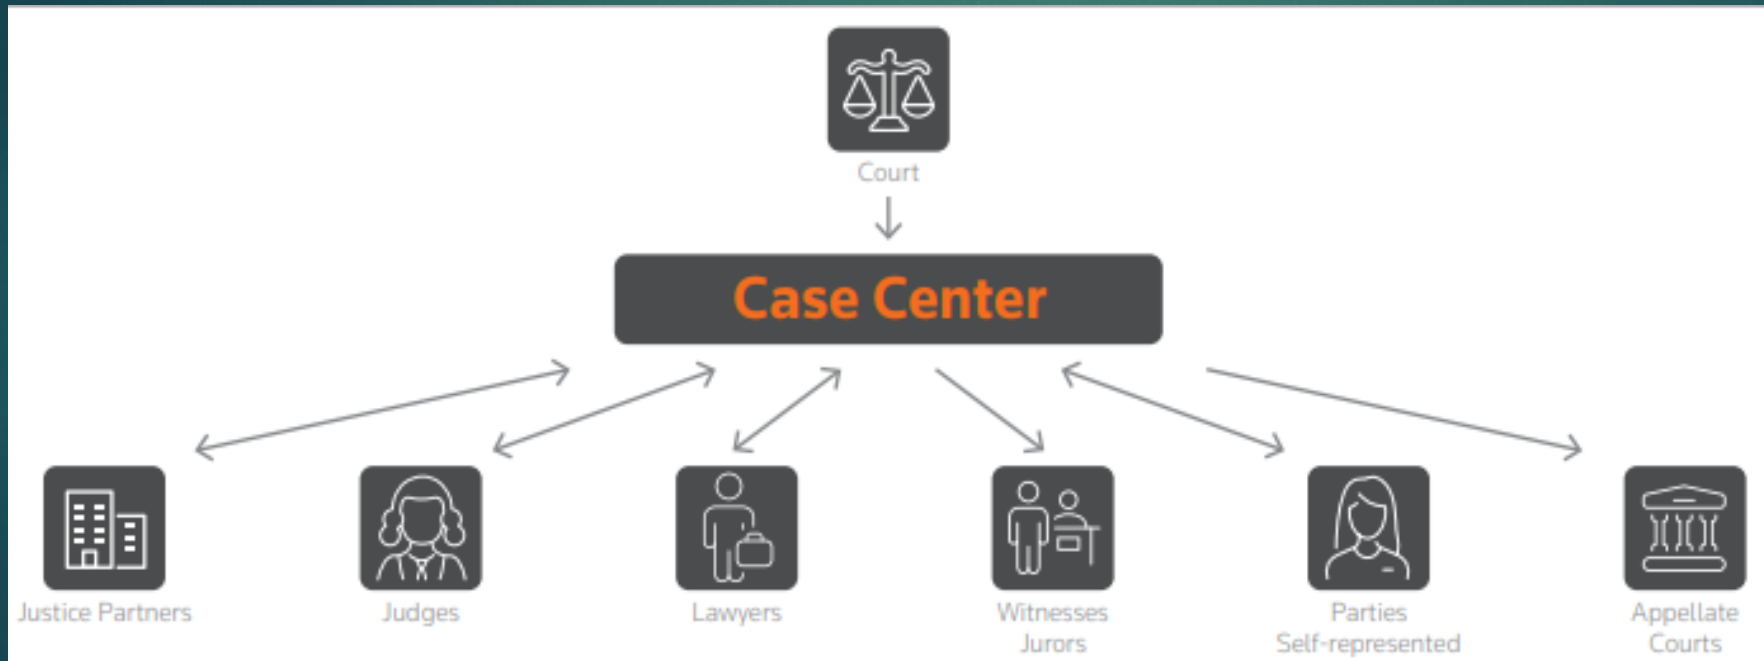 Court
Case Center
Justice Partners
Judges
Lawyers
Witnesses
Jurors
Parties
Self-represented
Appellate
Courts